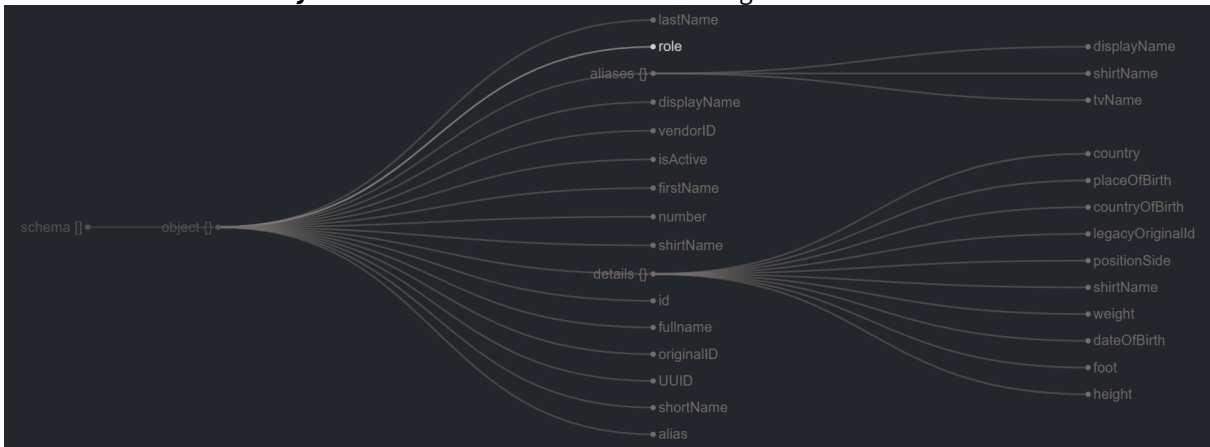 schema []
object {}
lastName
role
aliases {}
displayName
vendorID
isActive
firstName
number
shirtName
details {}
id
fullname
originalID
UUID
shortName
alias
displayName
shirtName
tvName
country
placeOfBirth
countryOfBirth
legacyOriginalId
positionSide
shirtName
weight
dateOfBirth
foot
height